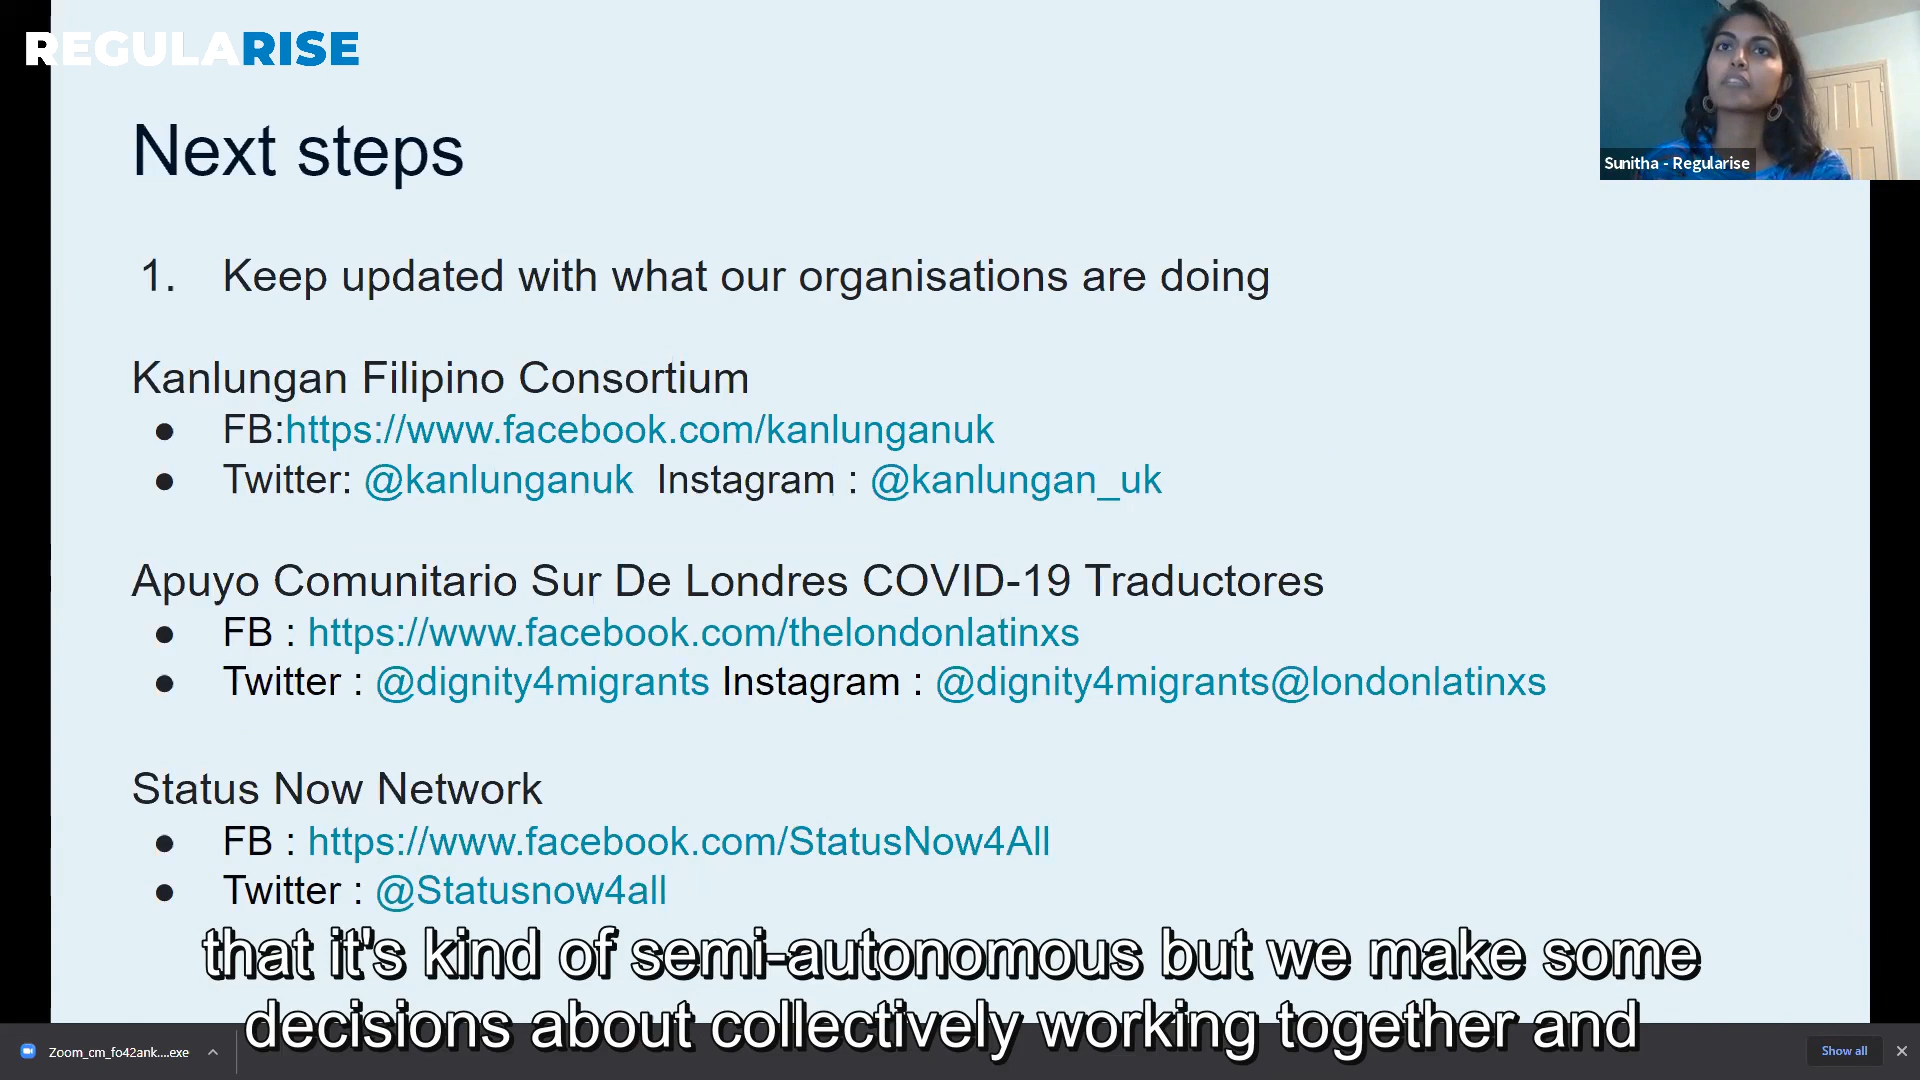 REGULARISE
Sunitha - Regularise
Next steps
1. Keep updated with what our organisations are doing
Kanlungan Filipino Consortium
● FB:https://www.facebook.com/kanlunganuk
● Twitter: @kanlunganuk Instagram : @kanlungan_uk
Apuyo Comunitario Sur De Londres COVID-19 Traductores
● FB : https://www.facebook.com/thelondonlatinxs
● Twitter : @dignity4migrants Instagram : @dignity4migrants@londonlatinxs
Status Now Network
● FB : https://www.facebook.com/StatusNow4All
● Twitter : @Statusnow4all
that it's kind of semi-autonomous but we make some
decisions about collectively working together and
Zoom_cm_fo42ank....exe
Show all